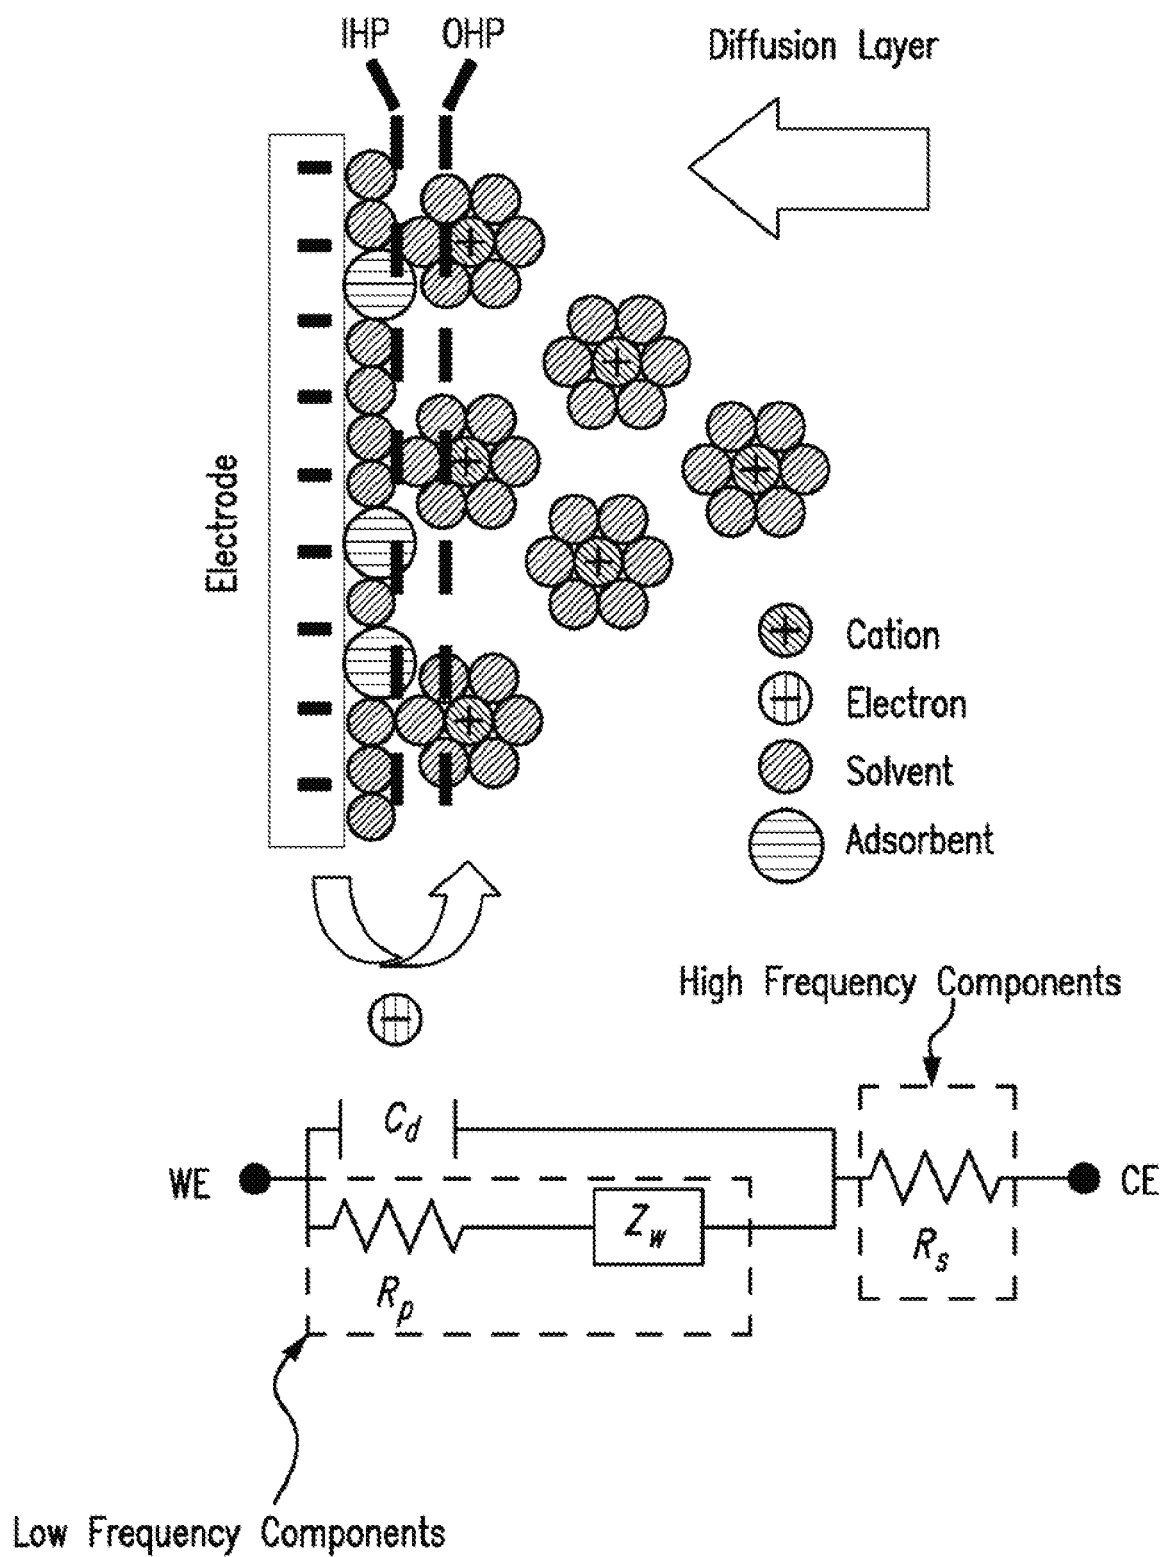 IHP OHP
Diffusion Layer
Electrode
Cation
Electron
Solvent
Adsorbent
High Frequency Components
C_d
WE
Z_w
CE
R_s
R_p
Low Frequency Components